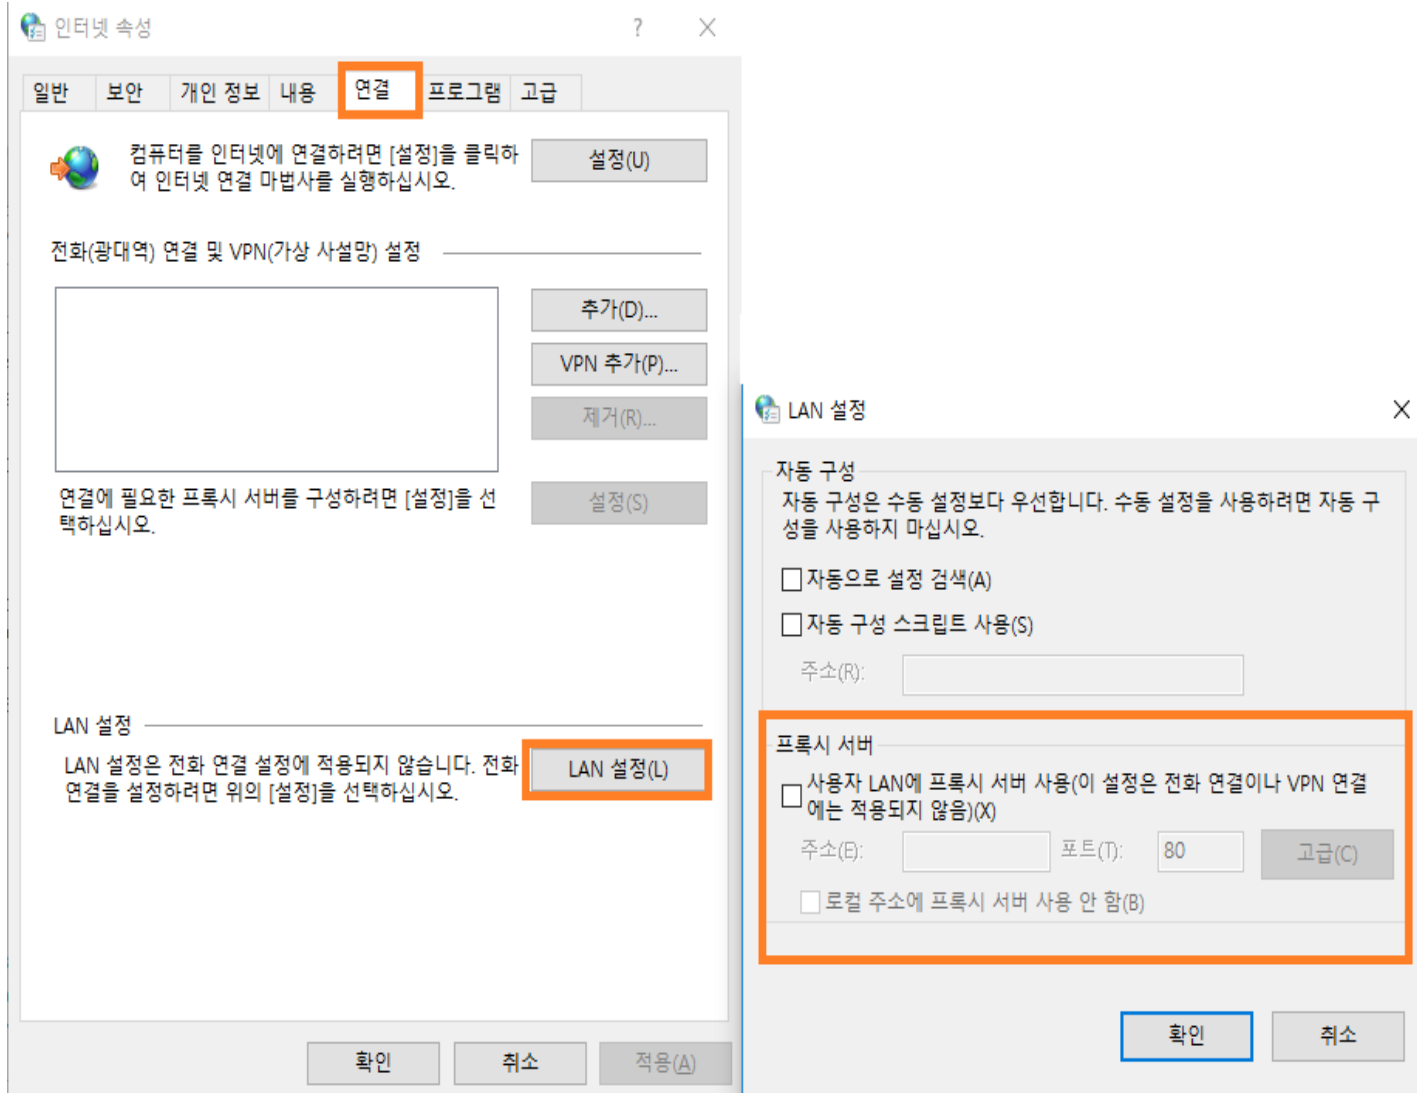 인터넷 속성
?
일반 보안 개인 정보 내용 연결 프로그램 고급
컴퓨터를 인터넷에 연결하려면 [설정]을 클릭하
여 인터넷 연결 마법사를 실행하십시오.
설정(U)
전화(광대역) 연결 및 VPN(가상 사설망) 설정
추가(D)...
VPN 추가(P)...
제거(R)...
연결에 필요한 프록시 서버를 구성하려면 [설정]을 선
택하십시오.
설정(S)
LAN 설정
LAN 설정은 전화 연결 설정에 적용되지 않습니다. 전화
연결을 설정하려면 위의 [설정]을 선택하십시오.
LAN 설정(L)
확인 취소 적용(A)
LAN 설정
자동 구성
자동 구성은 수동 설정보다 우선합니다. 수동 설정을 사용하려면 자동 구
성을 사용하지 마십시오.
자동으로 설정 검색(A)
자동 구성 스크립트 사용(S)
주소(R):
프록시 서버
사용자 LAN에 프록시 서버 사용(이 설정은 전화 연결이나 VPN 연결
에는 적용되지 않음)(X)
주소(E): 포트(T): 80 고급(C)
로컬 주소에 프록시 서버 사용 안 함(B)
확인 취소